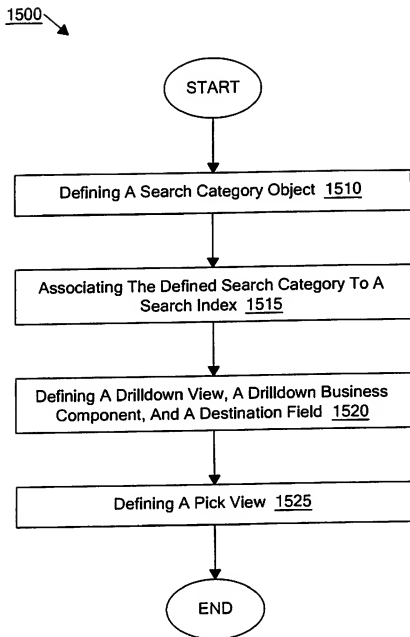 1500
START
Defining A Search Category Object 1510
Associating The Defined Search Category To A
Search Index 1515
Defining A Drilldown View, A Drilldown Business
Component, And A Destination Field 1520
Defining A Pick View 1525
END